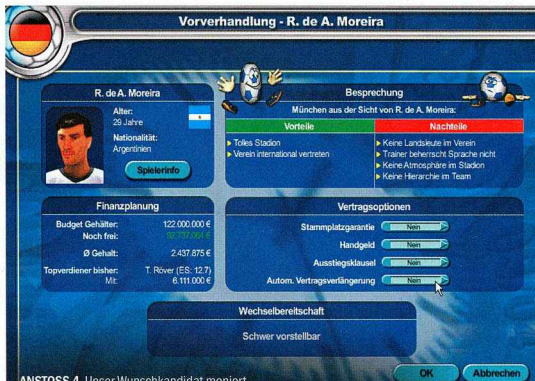 Vorverhandlung - R. de A. Moreira
R. de A. Moreira
Alter:
29 Jahre
Nationalität:
Argentinien
Spielerinfo
Besprechung
München aus der Sicht von R. de A. Moreira:
Vorteile
Nachteile
Tolles Stadion
Verein international vertreten
Keine Landsleute im Verein
Trainer beherrscht Sprache nicht
Keine Atmosphäre im Stadion
Keine Hierarchie im Team
Finanzplanung
Budget Gehälter: 122.000.000 €
Noch frei:
Ø Gehalt: 2.437.875 €
Topverdiener bisher: T. Röver (ES: 12.7)
Mit: 6.111.000 €
Vertragsoptionen
Stammplatzgarantie Nein
Handgeld Nein
Ausstiegsklausel Nein
Autom. Vertragsverlängerung Nein
Wechselbereitschaft
Schwer vorstellbar
OK Abbrechen
ANSTOSS 4 Unser Wunschkandidat moniert